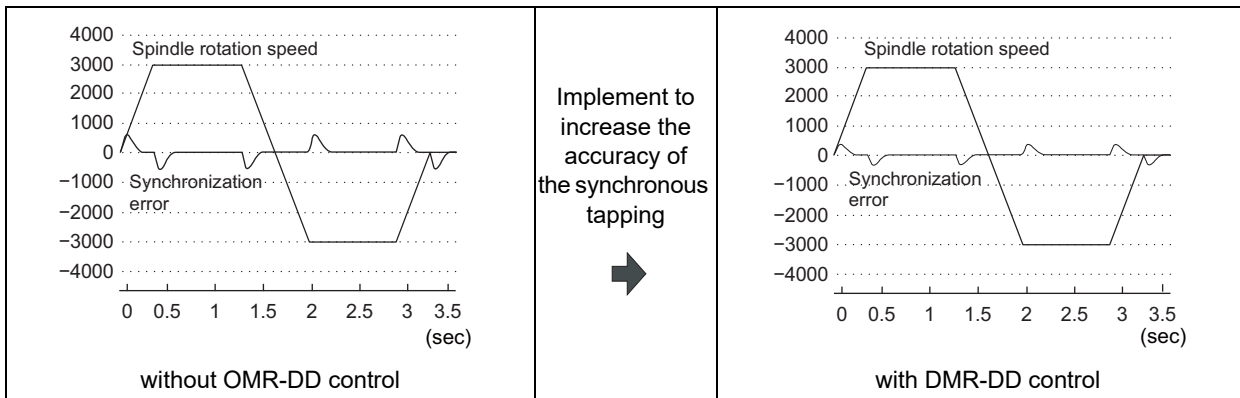 4000
3000
2000
1000
0
−1000
−2000
−3000
−4000
Spindle rotation speed
Synchronization
error
0 0.5 1 1.5 2 2.5 3 3.5
(sec)
without OMR-DD control
Implement to
increase the
accuracy of
the synchronous
tapping
4000
3000
2000
1000
0
−1000
−2000
−3000
−4000
Spindle rotation speed
Synchronization
error
0 0.5 1 1.5 2 2.5 3 3.5
(sec)
with DMR-DD control